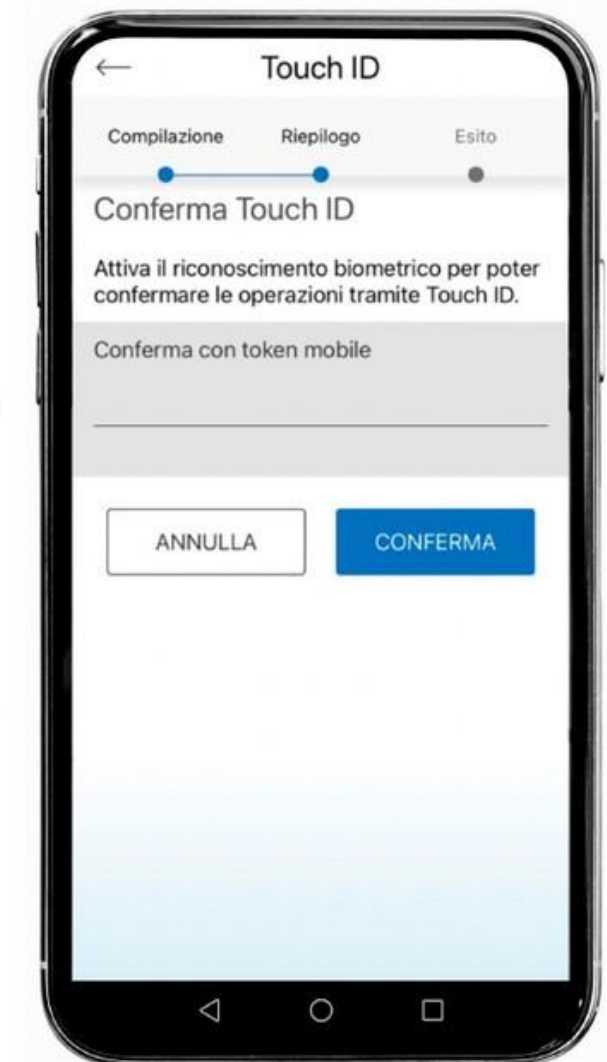 Touch ID
Compilazione Riepilogo Esito
Conferma Touch ID
Attiva il riconoscimento biometrico per poter
confermare le operazioni tramite Touch ID.
Conferma con token mobile
ANNULLA CONFERMA